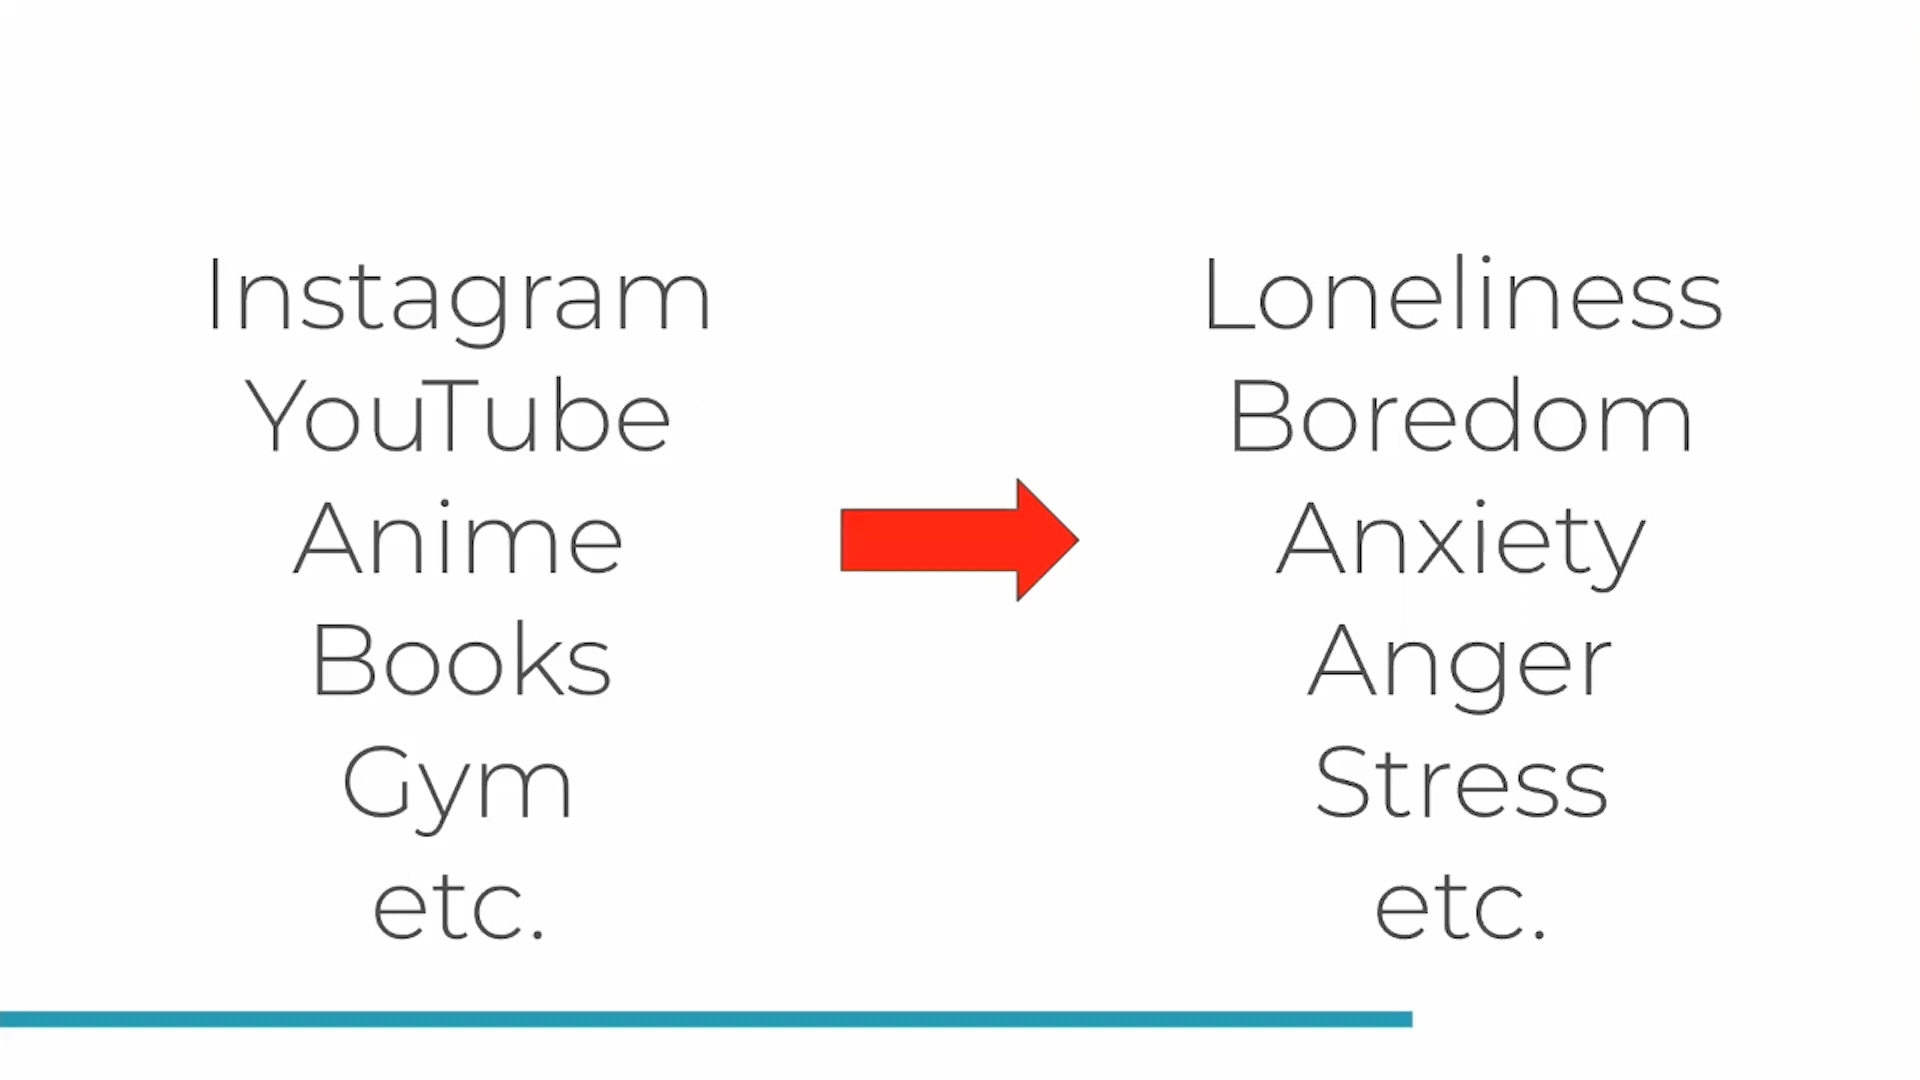 Instagram
YouTube
Anime
Books
Gym
etc.
Loneliness
Boredom
Anxiety
Anger
Stress
etc.